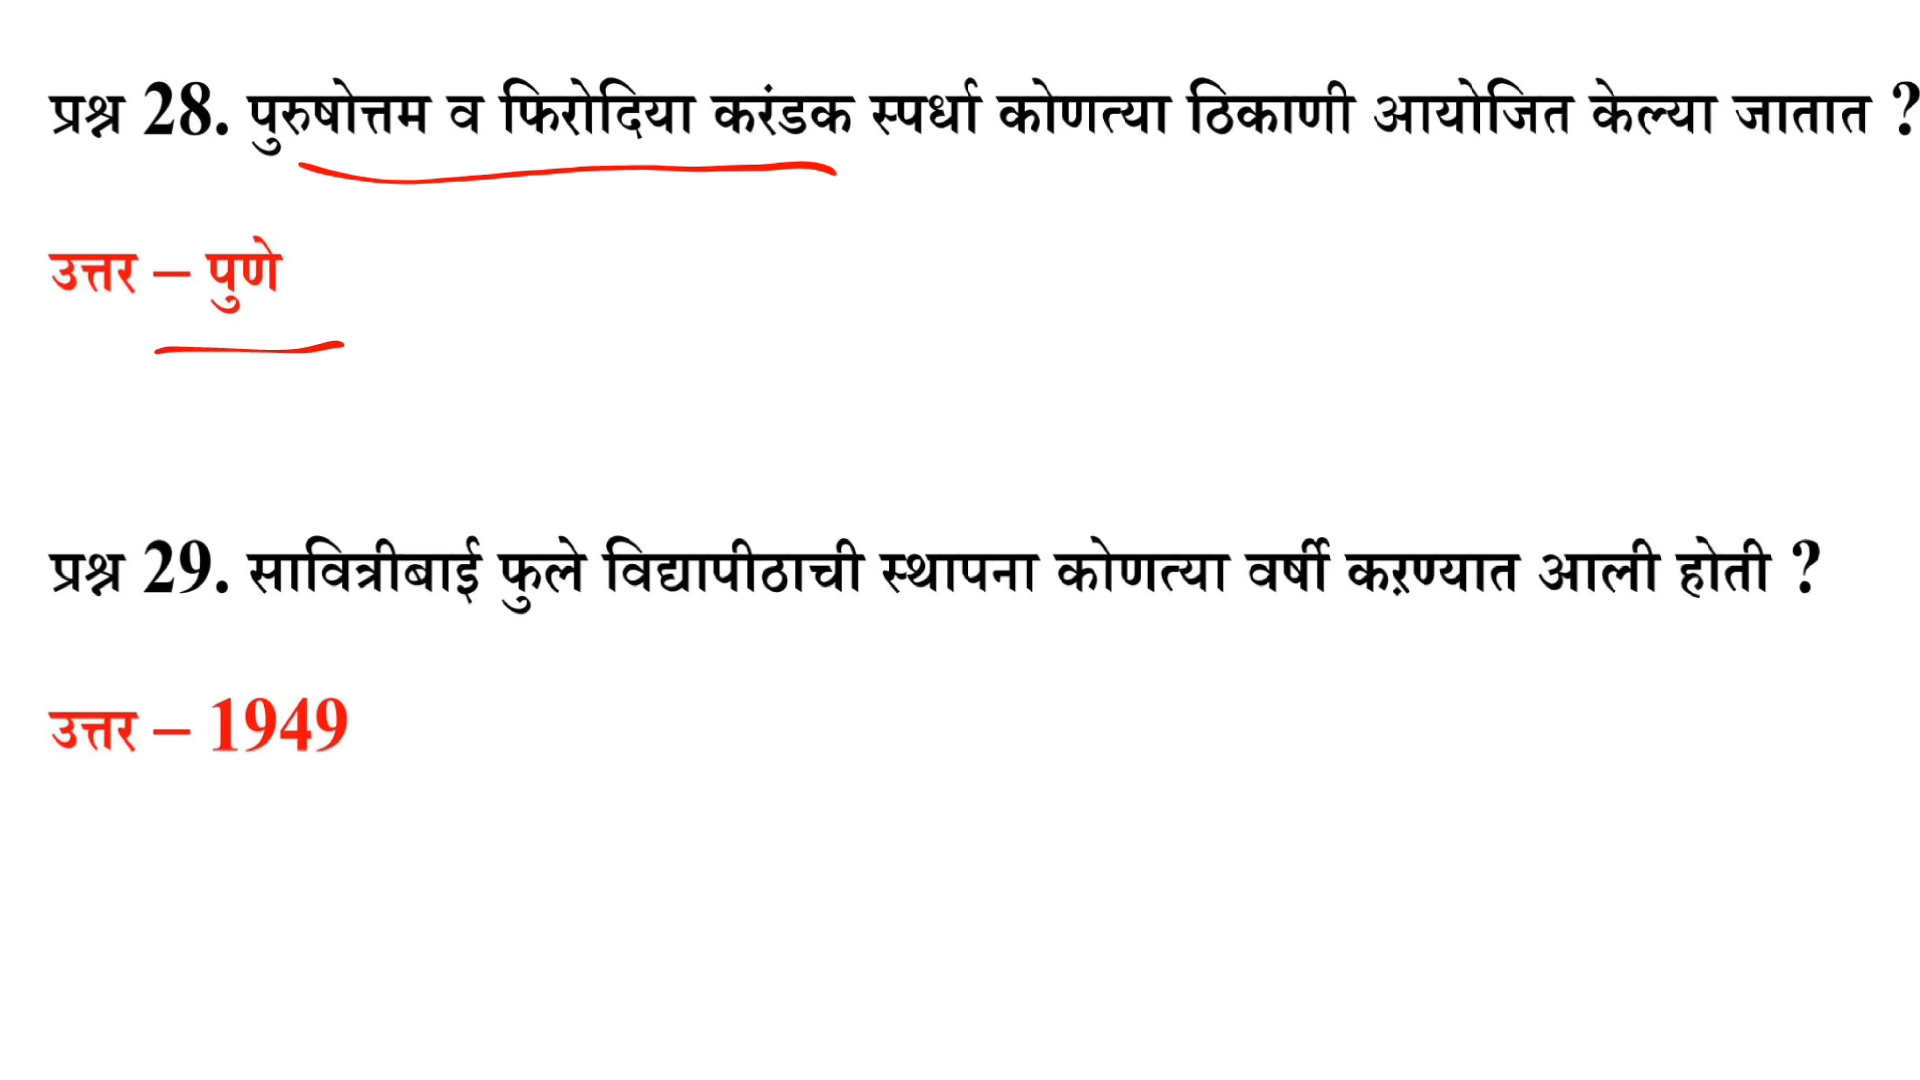 प्रश्न 28. पुरुषोत्तम व फिरोदिया करंडक स्पर्धा कोणत्या ठिकाणी आयोजित केल्या जातात ?
उत्तर – पुणे
प्रश्न 29. सावित्रीबाई फुले विद्यापीठाची स्थापना कोणत्या वर्षी कऱण्यात आली होती ?
उत्तर – 1949